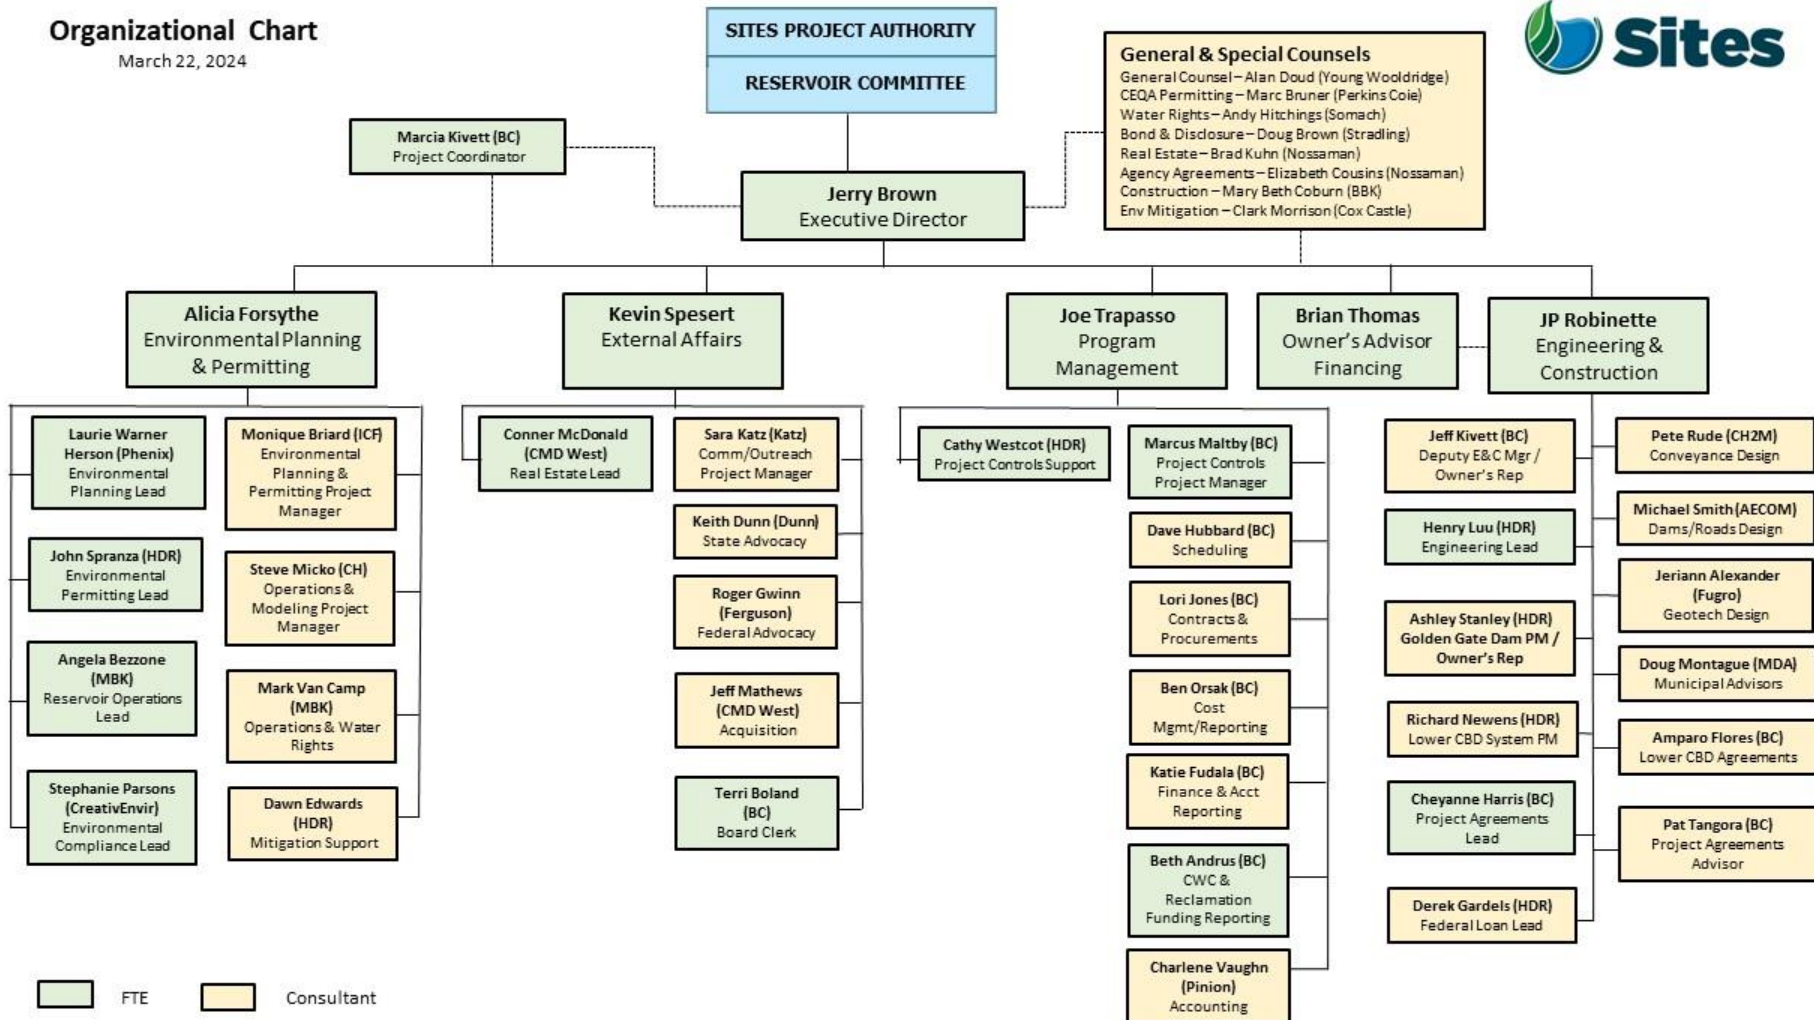 Organizational Chart
March 22, 2024
SITES PROJECT AUTHORITY
RESERVOIR COMMITTEE
General & Special Counsels
General Counsel – Alan Doud (Young Wooldridge)
CEQA Permitting – Marc Bruner (Perkins Coie)
Water Rights – Andy Hitchings (Somach)
Bond & Disclosure – Doug Brown (Stradling)
Real Estate – Brad Kuhn (Nossaman)
Agency Agreements – Elizabeth Cousins (Nossaman)
Construction – Mary Beth Coburn (BBK)
Env Mitigation – Clark Morrison (Cox Castle)
Sites
Marcia Kivett (BC)
Project Coordinator
Jerry Brown
Executive Director
Alicia Forsythe
Environmental Planning
& Permitting
Kevin Spesert
External Affairs
Joe Trapasso
Program
Management
Brian Thomas
Owner's Advisor
Financing
JP Robinette
Engineering &
Construction
Laurie Warner
Herson (Phenix)
Environmental
Planning Lead
John Spranza (HDR)
Environmental
Permitting Lead
Angela Bezzone
(MBK)
Reservoir Operations
Lead
Stephanie Parsons
(CreativEnvir)
Environmental
Compliance Lead
Monique Briard (ICF)
Environmental
Planning &
Permitting Project
Manager
Steve Micko (CH)
Operations &
Modeling Project
Manager
Mark Van Camp
(MBK)
Operations & Water
Rights
Dawn Edwards
(HDR)
Mitigation Support
Conner McDonald
(CMD West)
Real Estate Lead
Sara Katz (Katz)
Comm/Outreach
Project Manager
Keith Dunn (Dunn)
State Advocacy
Roger Gwinn
(Ferguson)
Federal Advocacy
Jeff Mathews
(CMD West)
Acquisition
Terri Boland
(BC)
Board Clerk
Cathy Westcot (HDR)
Project Controls Support
Marcus Maltby (BC)
Project Controls
Project Manager
Dave Hubbard (BC)
Scheduling
Lori Jones (BC)
Contracts &
Procurements
Ben Orsak (BC)
Cost
Mgmt/Reporting
Katie Fudala (BC)
Finance & Acct
Reporting
Beth Andrus (BC)
CWC &
Reclamation
Funding Reporting
Charlene Vaughn
(Pinion)
Accounting
Jeff Kivett (BC)
Deputy E&C Mgr /
Owner's Rep
Henry Luu (HDR)
Engineering Lead
Ashley Stanley (HDR)
Golden Gate Dam PM /
Owner's Rep
Richard Newens (HDR)
Lower CBD System PM
Cheyanne Harris (BC)
Project Agreements
Lead
Derek Gardels (HDR)
Federal Loan Lead
Pete Rude (CH2M)
Conveyance Design
Michael Smith (AECOM)
Dams/Roads Design
Jeriann Alexander
(Fugro)
Geotech Design
Doug Montague (MDA)
Municipal Advisors
Amparo Flores (BC)
Lower CBD Agreements
Pat Tangora (BC)
Project Agreements
Advisor
FTE
Consultant